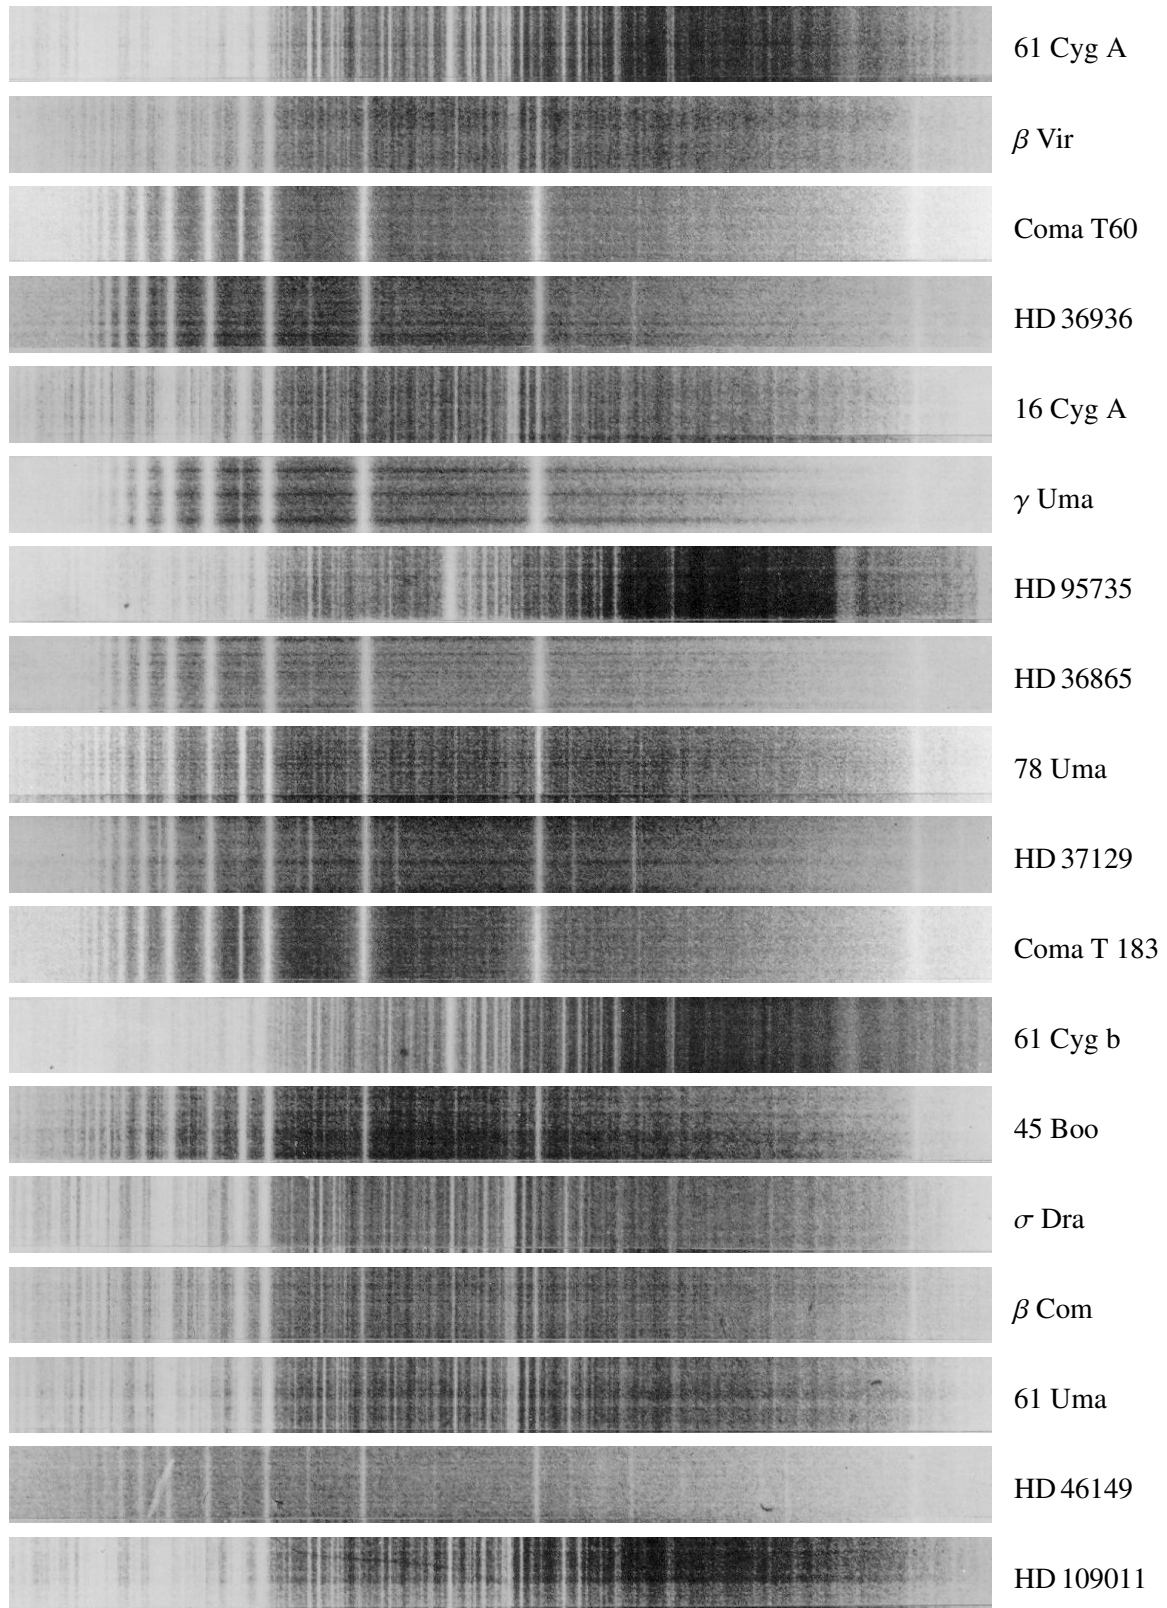 61 Cyg A
β Vir
Coma T60
HD 36936
16 Cyg A
γ Uma
HD 95735
HD 36865
78 Uma
HD 37129
Coma T 183
61 Cyg b
45 Boo
σ Dra
β Com
61 Uma
HD 46149
HD 109011